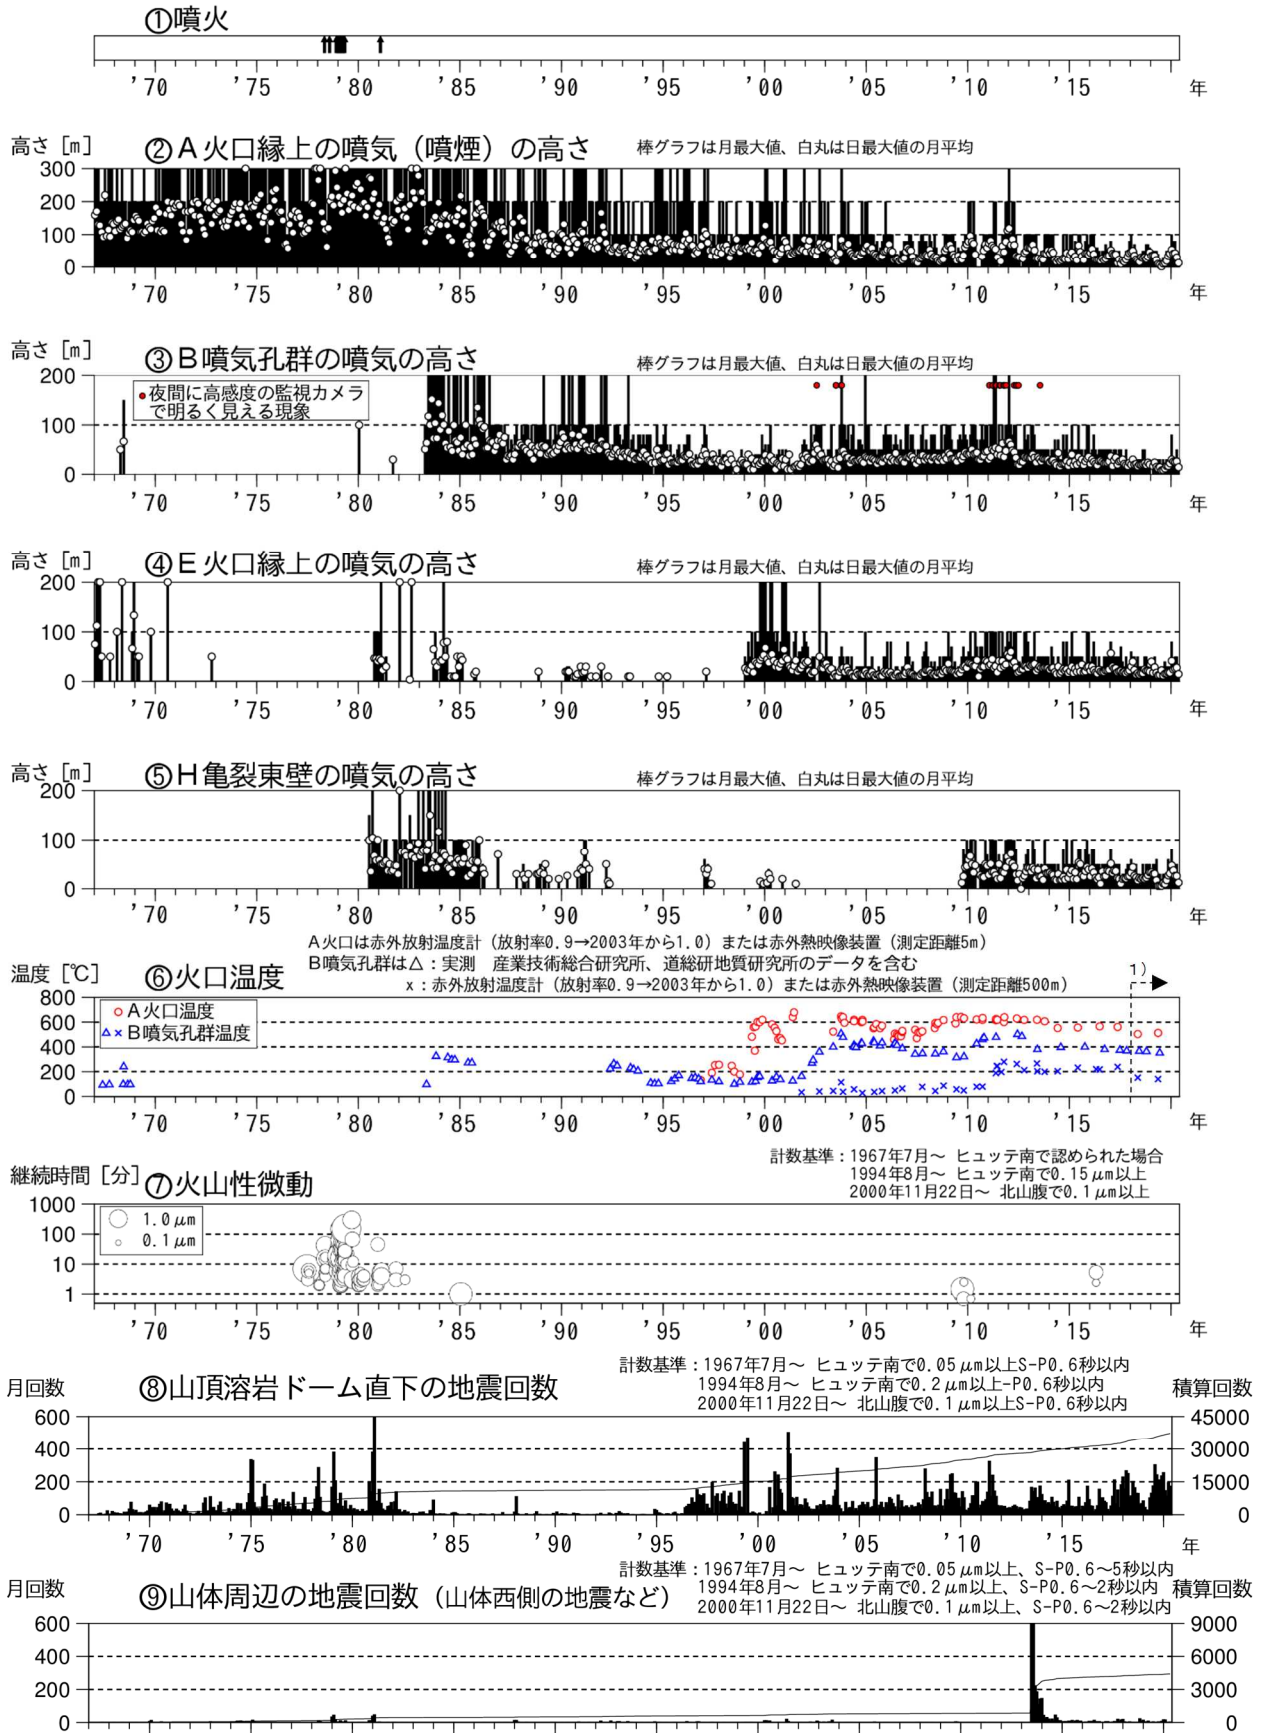 ①噴火
'70 '75 '80 '85 '90 '95 '00 '05 '10 '15 年
高さ [m] ②A火口縁上の噴気（噴煙）の高さ 棒グラフは月最大値、白丸は日最大値の月平均
300
200
100
0
'70 '75 '80 '85 '90 '95 '00 '05 '10 '15 年
高さ [m] ③B噴気孔群の噴気の高さ 棒グラフは月最大値、白丸は日最大値の月平均
200
夜間に高感度の監視カメラ
で明るく見える現象
100
0
'70 '75 '80 '85 '90 '95 '00 '05 '10 '15 年
高さ [m] ④E火口縁上の噴気の高さ 棒グラフは月最大値、白丸は日最大値の月平均
200
100
0
'70 '75 '80 '85 '90 '95 '00 '05 '10 '15 年
高さ [m] ⑤H亀裂東壁の噴気の高さ 棒グラフは月最大値、白丸は日最大値の月平均
200
100
0
'70 '75 '80 '85 '90 '95 '00 '05 '10 '15 年
A火口は赤外放射温度計（放射率0.9→2003年から1.0）または赤外熱映像装置（測定距離5m）
B噴気孔群は△：実測 産業技術総合研究所、道総研地質研究所のデータを含む
x：赤外放射温度計（放射率0.9→2003年から1.0）または赤外熱映像装置（測定距離500m）
温度 [℃] ⑥火口温度 1)
800
600
400
200
0
○ A火口温度
△ × B噴気孔群温度
'70 '75 '80 '85 '90 '95 '00 '05 '10 '15 年
計数基準：1967年7月～ ヒュッテ南で認められた場合
1994年8月～ ヒュッテ南で0.15μm以上
2000年11月22日～ 北山腹で0.1μm以上
継続時間 [分] ⑦火山性微動
1000
100
10
1
1.0μm
0.1μm
'70 '75 '80 '85 '90 '95 '00 '05 '10 '15 年
計数基準：1967年7月～ ヒュッテ南で0.05μm以上S-P0.6秒以内
1994年8月～ ヒュッテ南で0.2μm以上-P0.6秒以内
2000年11月22日～ 北山腹で0.1μm以上S-P0.6秒以内
月回数 ⑧山頂溶岩ドーム直下の地震回数 積算回数
600 45000
400 30000
200 15000
0 0
'70 '75 '80 '85 '90 '95 '00 '05 '10 '15 年
計数基準：1967年7月～ ヒュッテ南で0.05μm以上、S-P0.6～5秒以内
1994年8月～ ヒュッテ南で0.2μm以上、S-P0.6～2秒以内
2000年11月22日～ 北山腹で0.1μm以上、S-P0.6～2秒以内
月回数 ⑨山体周辺の地震回数（山体西側の地震など） 積算回数
600 9000
400 6000
200 3000
0 0